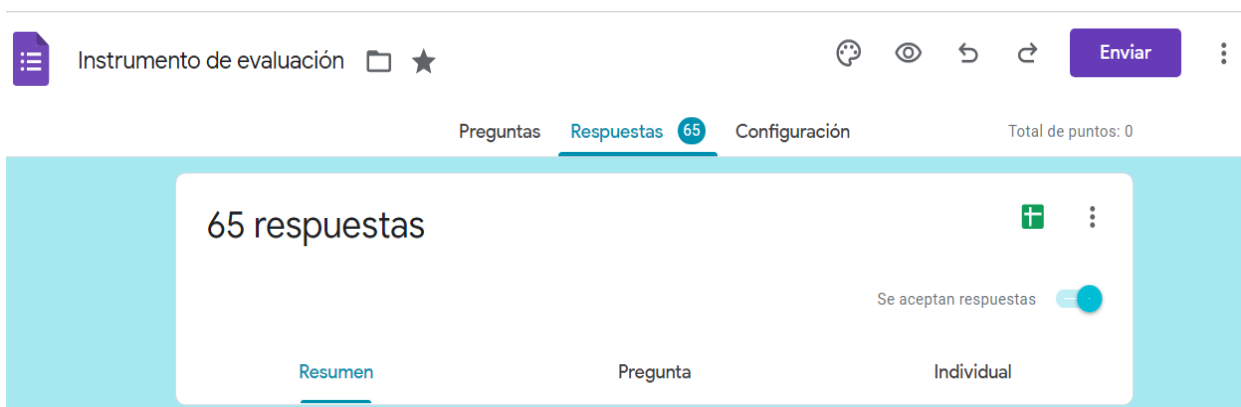 Instrumento de evaluación
Enviar
Preguntas Respuestas 65 Configuración Total de puntos: 0
65 respuestas
Se aceptan respuestas
Resumen Pregunta Individual